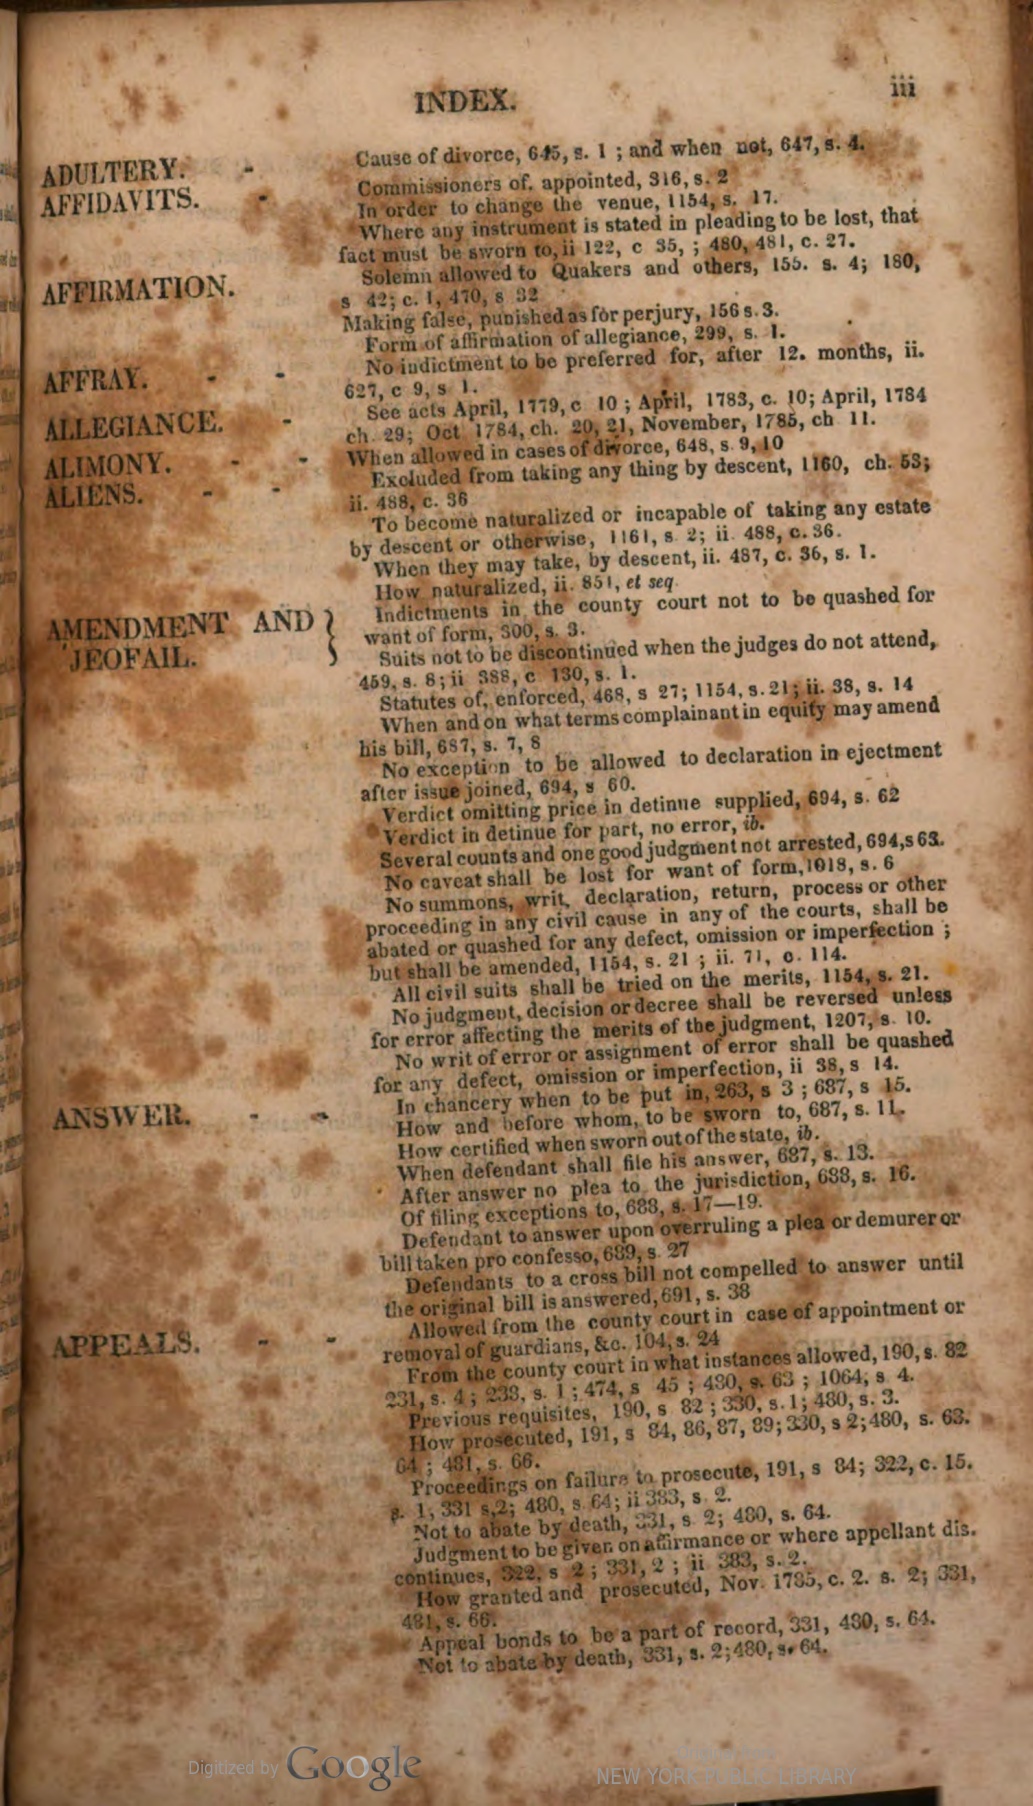 INDEX. iii
ADULTERY. - Cause of divorce, 645, s. 1 ; and when not, 647, s. 4.
AFFIDAVITS. - Commissioners of, appointed, 316, s. 2
In order to change the venue, 1154, s. 17.
Where any instrument is stated in pleading to be lost, that
fact must be sworn to, ii 122, c 35, ; 480, 481, c. 27.
AFFIRMATION. Solemn allowed to Quakers and others, 155. s. 4; 180,
s 42; c. 1, 470, s 32
Making false, punished as for perjury, 156 s. 3.
Form of affirmation of allegiance, 299, s. 1.
AFFRAY. - - No indictment to be preferred for, after 12. months, ii.
627, c 9, s 1.
ALLEGIANCE. - See acts April, 1779, c 10 ; April, 1783, c. 10; April, 1784
ch. 29; Oct 1784, ch. 20, 21, November, 1785, ch 11.
ALIMONY. - - When allowed in cases of divorce, 648, s. 9, 10
ALIENS. - - Excluded from taking any thing by descent, 1160, ch. 53;
ii. 488, c. 36
To become naturalized or incapable of taking any estate
by descent or otherwise, 1161, s 2; ii. 488, c. 36.
When they may take, by descent, ii. 487, c. 36, s. 1.
How naturalized, ii. 851, et seq
AMENDMENT AND } Indictments in the county court not to be quashed for
JEOFAIL. want of form, 300, s. 3.
Suits not to be discontinued when the judges do not attend,
459, s. 8; ii 388, c 130, s. 1.
Statutes of, enforced, 468, s 27; 1154, s. 21; ii. 38, s. 14
When and on what terms complainant in equity may amend
his bill, 687, s. 7, 8
No exception to be allowed to declaration in ejectment
after issue joined, 694, s 60.
Verdict omitting price in detinue supplied, 694, s. 62
Verdict in detinue for part, no error, ib.
Several counts and one good judgment not arrested, 694, s 63.
No caveat shall be lost for want of form, 1018, s. 6
No summons, writ, declaration, return, process or other
proceeding in any civil cause in any of the courts, shall be
abated or quashed for any defect, omission or imperfection ;
but shall be amended, 1154, s. 21 ; ii. 71, c. 114.
All civil suits shall be tried on the merits, 1154, s. 21.
No judgment, decision or decree shall be reversed unless
for error affecting the merits of the judgment, 1207, s. 10.
No writ of error or assignment of error shall be quashed
for any defect, omission or imperfection, ii 38, s 14.
ANSWER. - - In chancery when to be put in, 263, s 3 ; 687, s 15.
How and before whom, to be sworn to, 687, s. 11.
How certified when sworn out of the state, ib.
When defendant shall file his answer, 687, s. 13.
After answer no plea to the jurisdiction, 688, s. 16.
Of filing exceptions to, 688, s. 17—19.
Defendant to answer upon overruling a plea or demurer or
bill taken pro confesso, 689, s. 27
Defendants to a cross bill not compelled to answer until
the original bill is answered, 691, s. 38
APPEALS. - - Allowed from the county court in case of appointment or
removal of guardians, &c. 104, s. 24
From the county court in what instances allowed, 190, s. 82
231, s. 4 ; 238, s. 1 ; 474, s 45 ; 480, s. 63 ; 1064, s 4.
Previous requisites, 190, s 82 ; 330, s. 1; 480, s. 3.
How prosecuted, 191, s 84, 86, 87, 89; 330, s 2; 480, s. 63.
64 ; 481, s. 66.
Proceedings on failure to prosecute, 191, s 84; 322, c. 15.
s. 1, 331 s, 2; 480, s. 64; ii 383, s. 2.
Not to abate by death, 331, s 2; 480, s. 64.
Judgment to be given on affirmance or where appellant dis.
continues, 322, s 2 ; 331, 2 ; ii 383, s. 2.
How granted and prosecuted, Nov. 1785, c. 2. s. 2; 331,
481, s. 66.
Appeal bonds to be a part of record, 331, 480, s. 64.
Not to abate by death, 331, s. 2; 480, s. 64.
Digitized by Google
NEW YORK PUBLIC LIBRARY